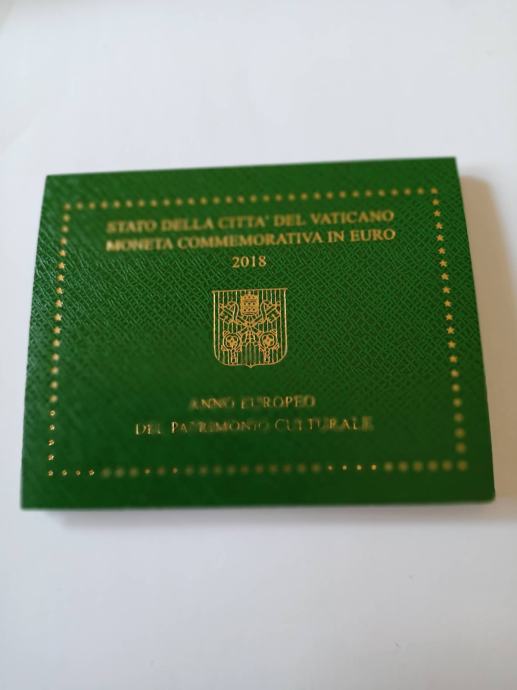 STATO DELLA CITTA' DEL VATICANO
MONETA COMMEMORATIVA IN EURO
2018
ANNO EUROPEO
DEL PATRIMONIO CULTURALE